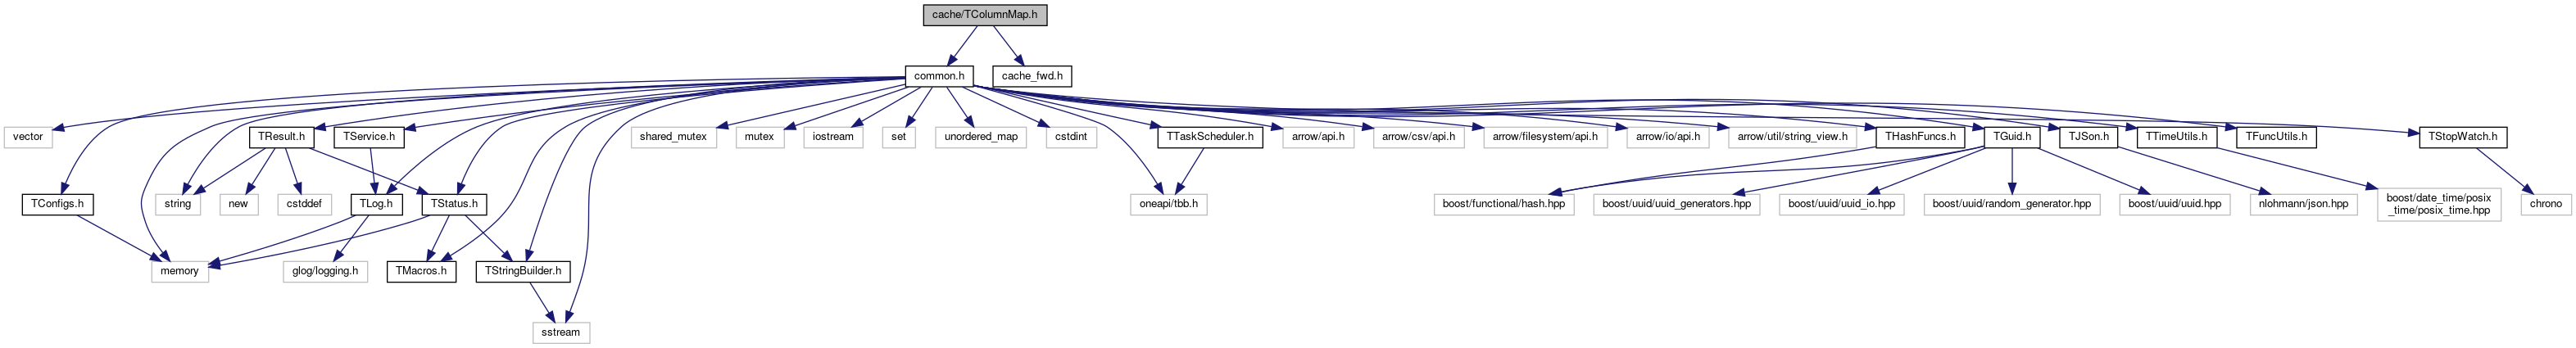 cache/TColumnMap.h
common.h
cache_fwd.h
vector
TResult.h
TService.h
shared_mutex
mutex
iostream
set
unordered_map
cstdint
TTaskScheduler.h
arrow/api.h
arrow/csv/api.h
arrow/filesystem/api.h
arrow/io/api.h
arrow/util/string_view.h
THashFuncs.h
TGuid.h
TJSon.h
TTimeUtils.h
TFuncUtils.h
TStopWatch.h
TConfigs.h
string
new
cstddef
TLog.h
TStatus.h
oneapi/tbb.h
boost/functional/hash.hpp
boost/uuid/uuid_generators.hpp
boost/uuid/uuid_io.hpp
boost/uuid/random_generator.hpp
boost/uuid/uuid.hpp
nlohmann/json.hpp
boost/date_time/posix
_time/posix_time.hpp
chrono
memory
glog/logging.h
TMacros.h
TStringBuilder.h
sstream